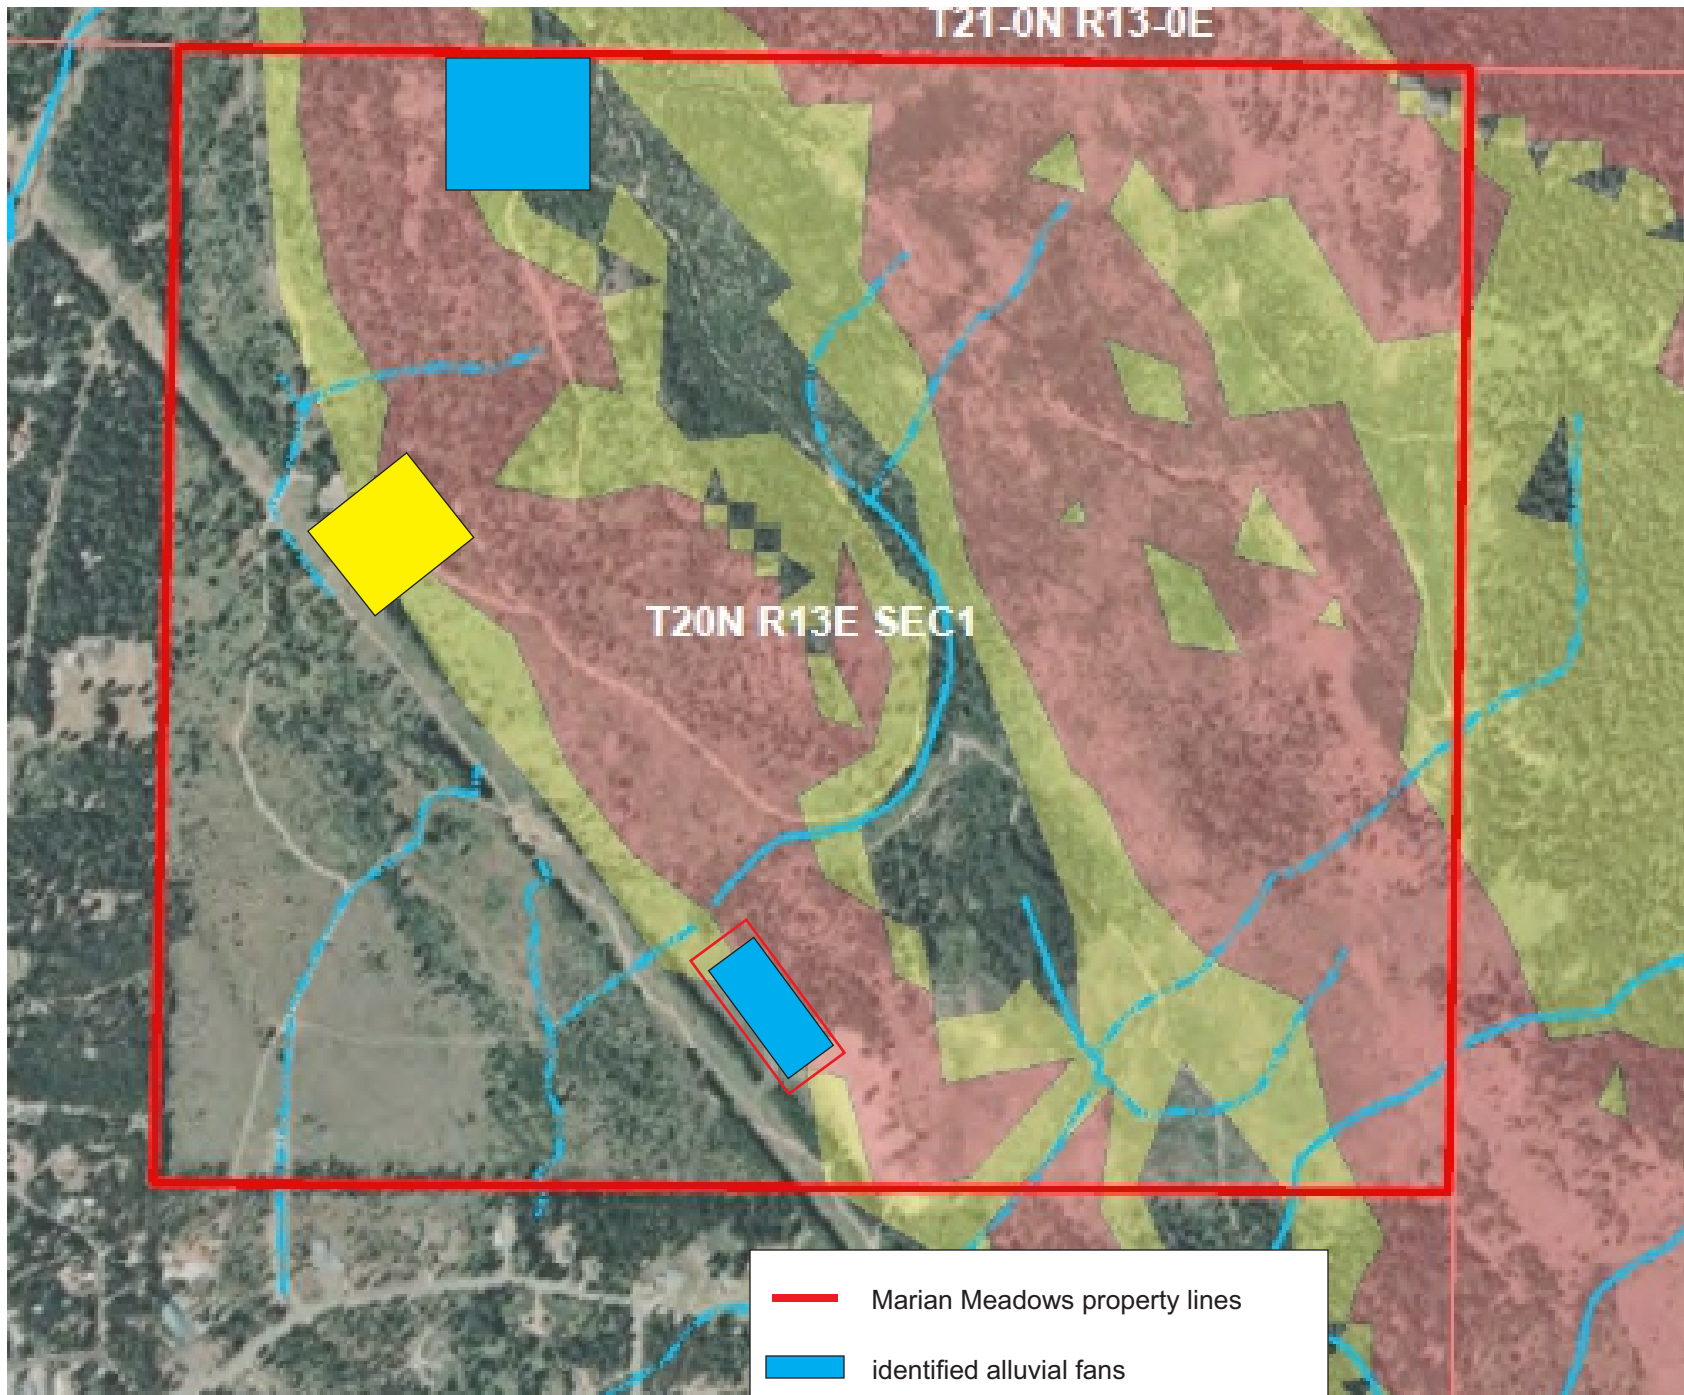 T21-0N R13-0E
T20N R13E SEC1
Marian Meadows property lines
identified alluvial fans